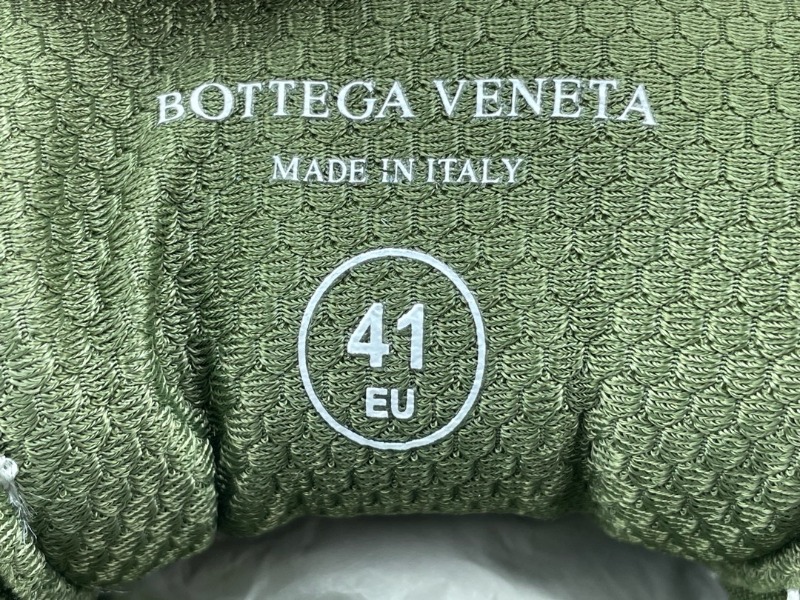 BOTTEGA VENETA
MADE IN ITALY
41
EU